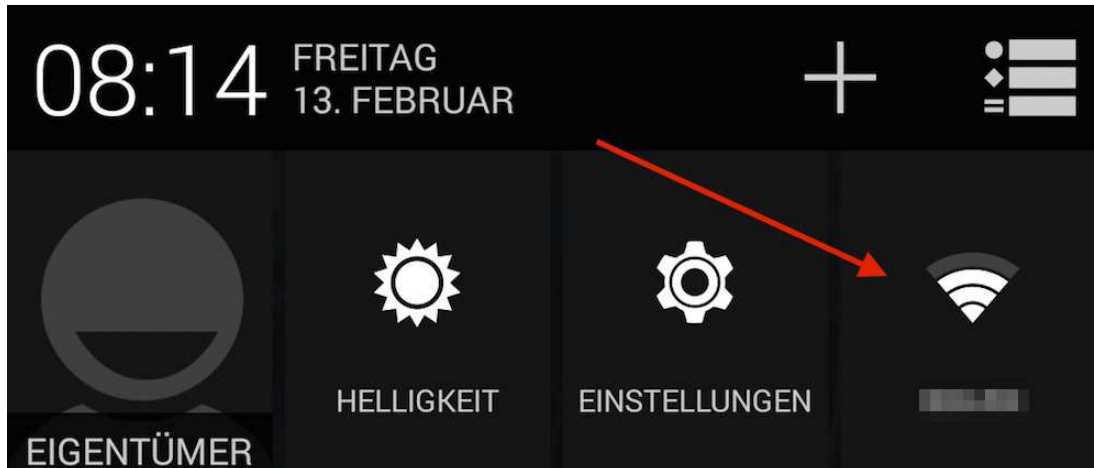 08:14
FREITAG
13. FEBRUAR
HELLIGKEIT
EINSTELLUNGEN
EIGENTÜMER